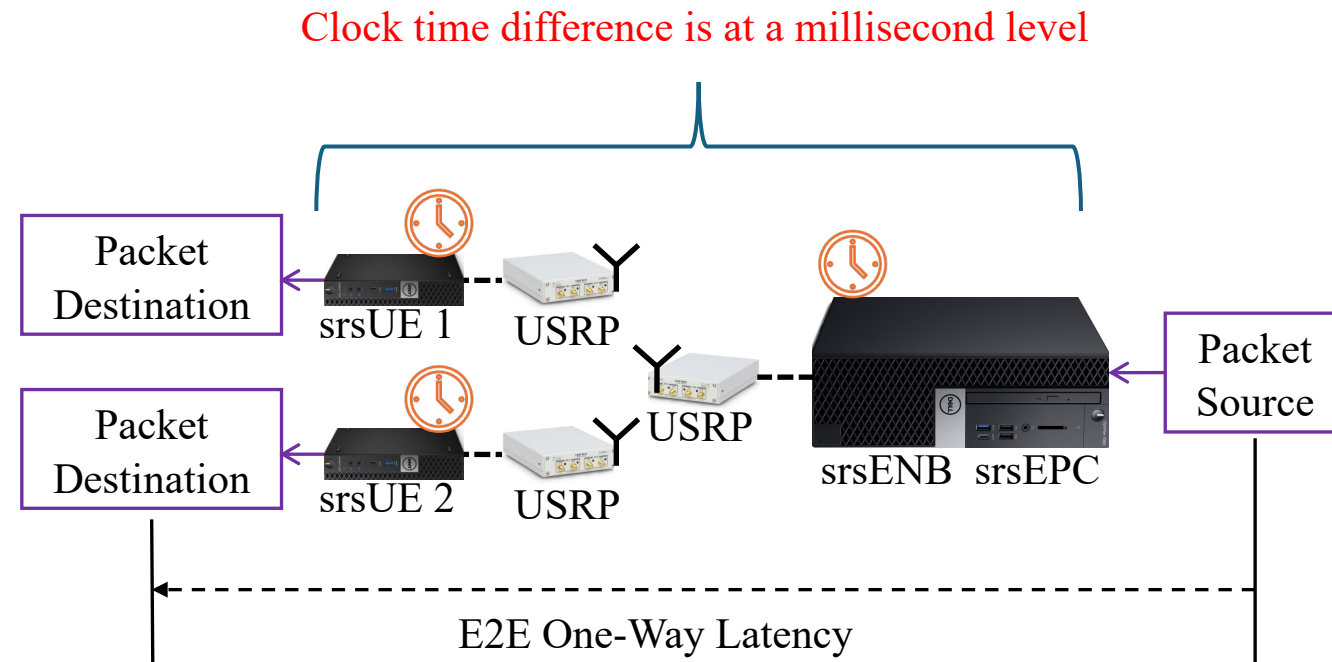 Clock time difference is at a millisecond level
Packet
Destination
srsUE 1
USRP
Packet
Destination
srsUE 2
USRP
USRP
DELL
srsENB srsEPC
Packet
Source
E2E One-Way Latency